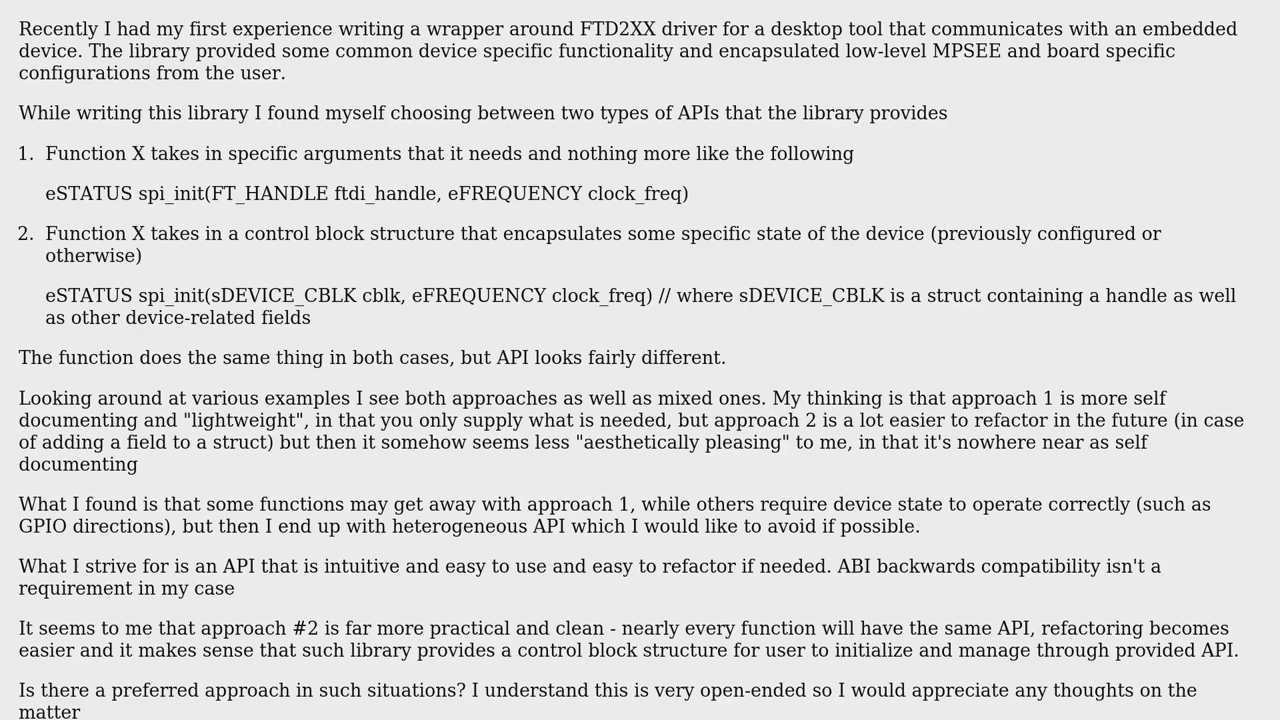 Recently I had my first experience writing a wrapper around FTD2XX driver for a desktop tool that communicates with an embedded
device. The library provided some common device specific functionality and encapsulated low-level MPSEE and board specific
configurations from the user.
While writing this library I found myself choosing between two types of APIs that the library provides
1. Function X takes in specific arguments that it needs and nothing more like the following
eSTATUS spi_init(FT_HANDLE ftdi_handle, eFREQUENCY clock_freq)
2. Function X takes in a control block structure that encapsulates some specific state of the device (previously configured or
otherwise)
eSTATUS spi_init(sDEVICE_CBLK cblk, eFREQUENCY clock_freq) // where sDEVICE_CBLK is a struct containing a handle as well
as other device-related fields
The function does the same thing in both cases, but API looks fairly different.
Looking around at various examples I see both approaches as well as mixed ones. My thinking is that approach 1 is more self
documenting and "lightweight", in that you only supply what is needed, but approach 2 is a lot easier to refactor in the future (in case
of adding a field to a struct) but then it somehow seems less "aesthetically pleasing" to me, in that it's nowhere near as self
documenting
What I found is that some functions may get away with approach 1, while others require device state to operate correctly (such as
GPIO directions), but then I end up with heterogeneous API which I would like to avoid if possible.
What I strive for is an API that is intuitive and easy to use and easy to refactor if needed. ABI backwards compatibility isn't a
requirement in my case
It seems to me that approach #2 is far more practical and clean - nearly every function will have the same API, refactoring becomes
easier and it makes sense that such library provides a control block structure for user to initialize and manage through provided API.
Is there a preferred approach in such situations? I understand this is very open-ended so I would appreciate any thoughts on the
matter